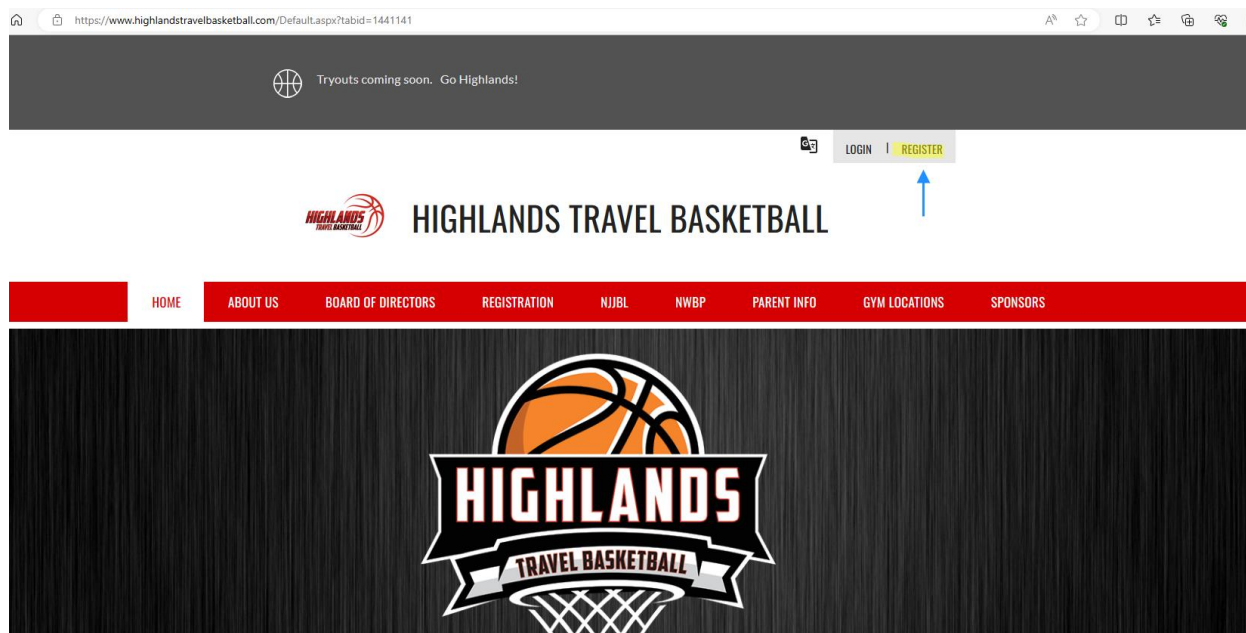 https://www.highlandstravelbasketball.com/Default.aspx?tabid=1441141
Tryouts coming soon. Go Highlands!
LOGIN | REGISTER
HIGHLANDS
TRAVEL BASKETBALL
HIGHLANDS TRAVEL BASKETBALL
HOME ABOUT US BOARD OF DIRECTORS REGISTRATION NJJBL NWBP PARENT INFO GYM LOCATIONS SPONSORS
HIGHLANDS
TRAVEL BASKETBALL